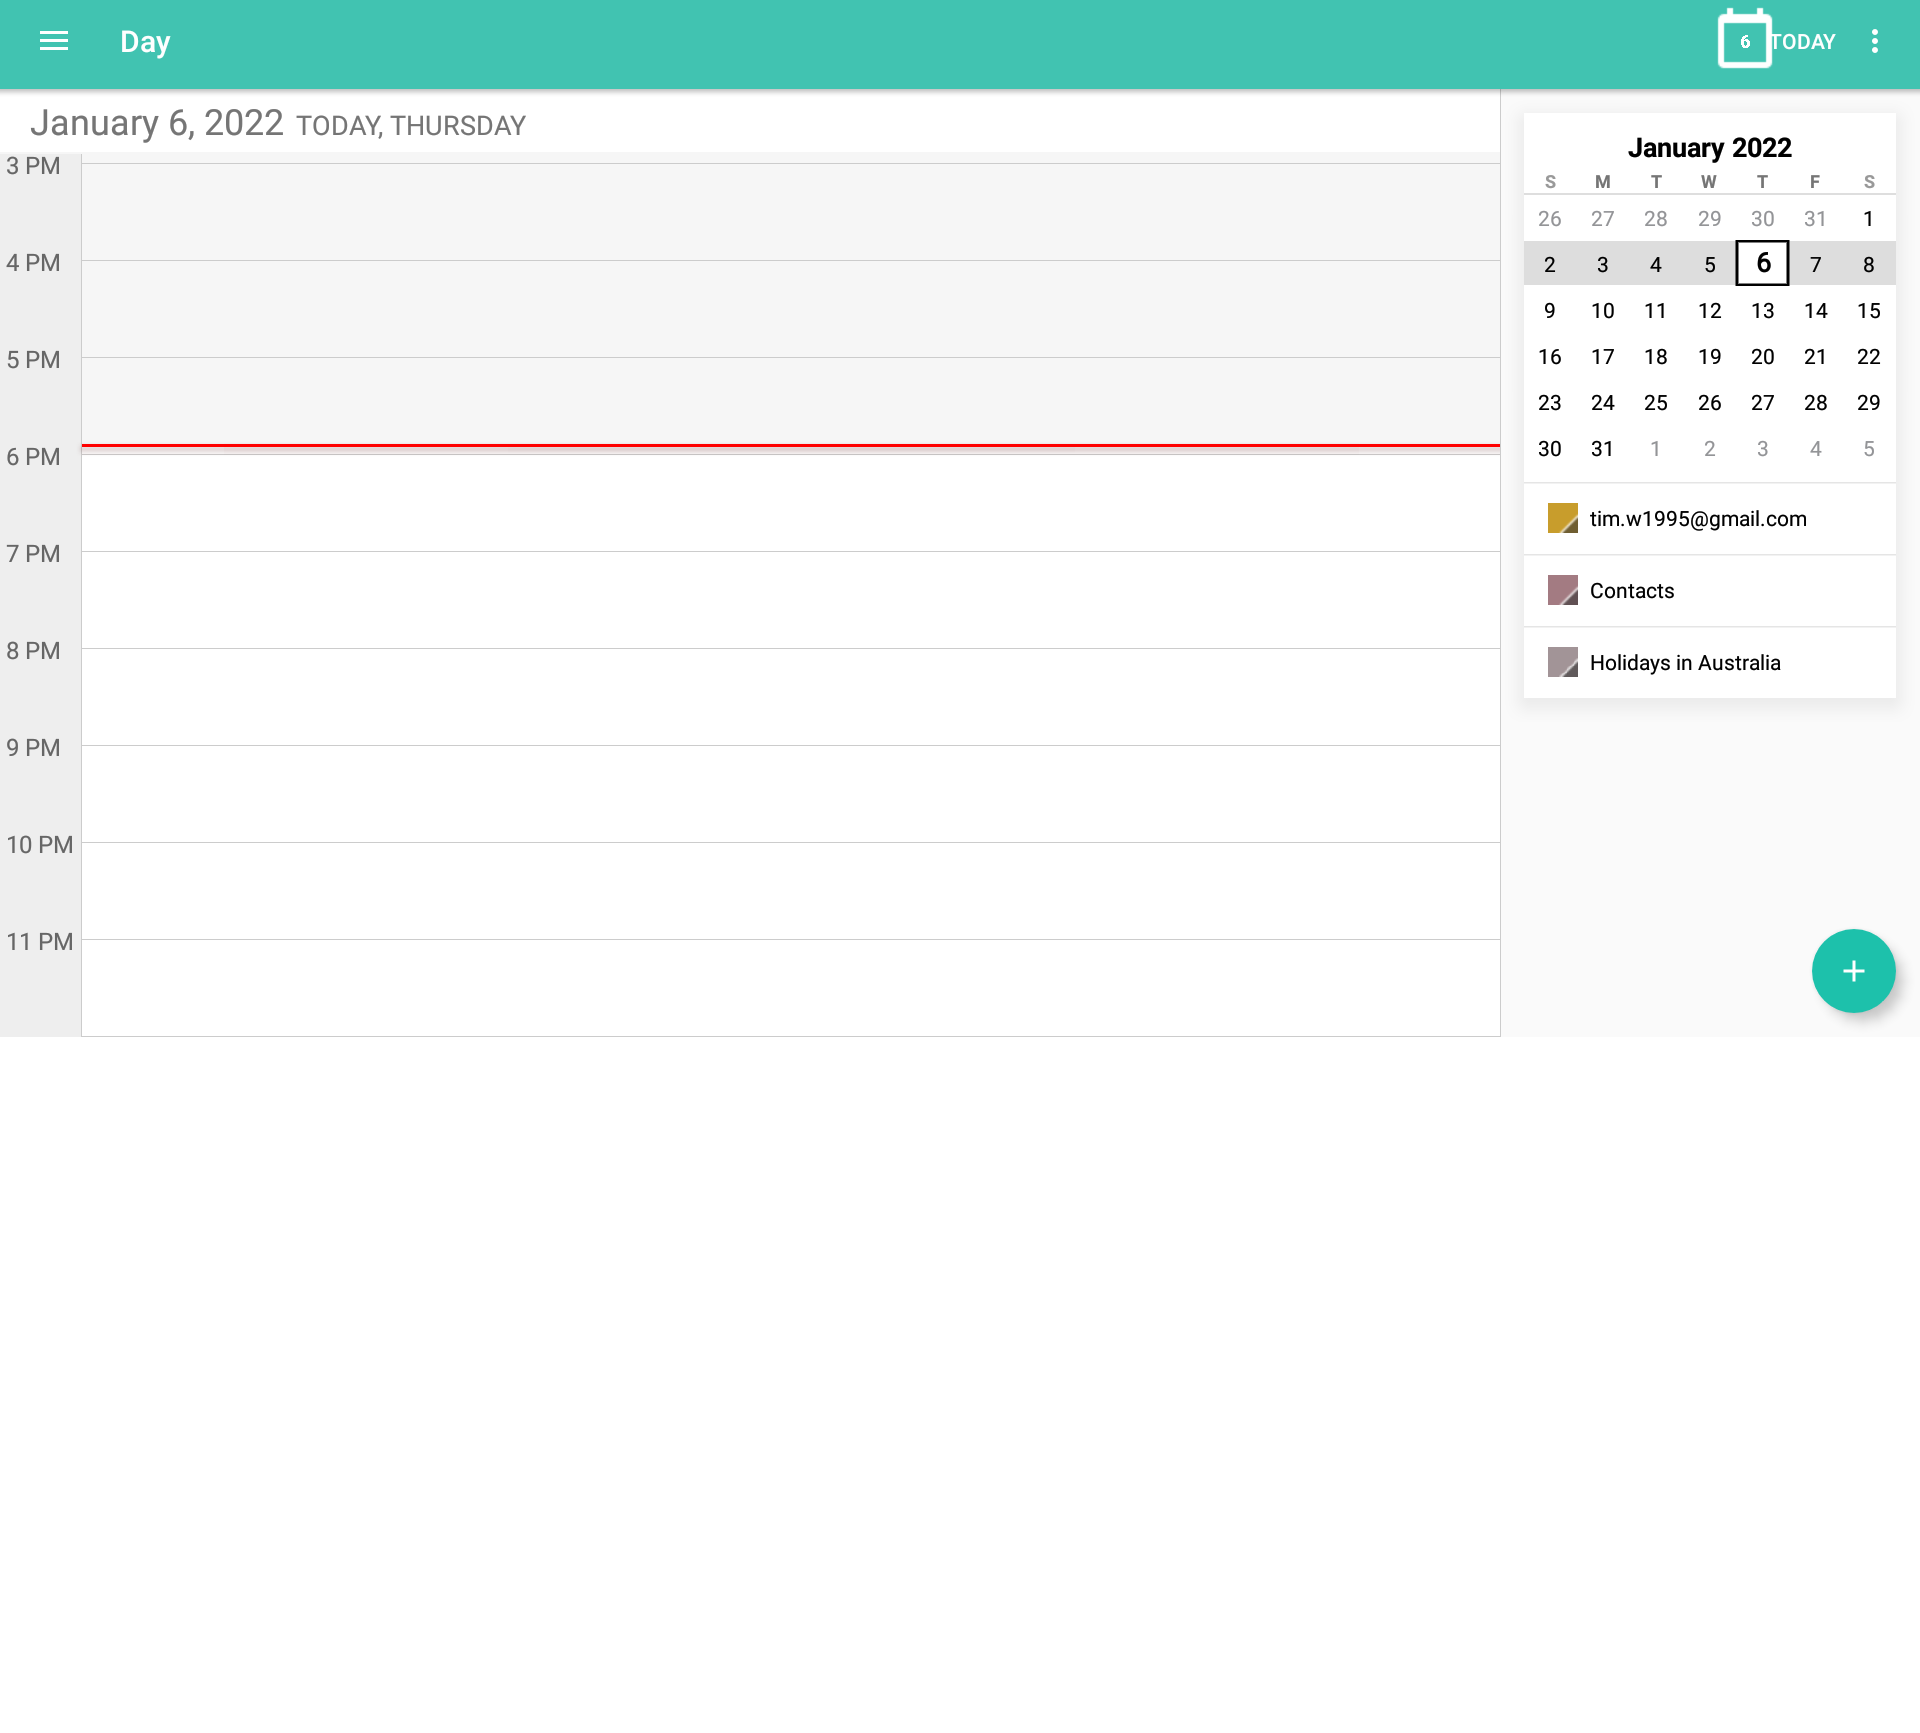 Day
6 TODAY
January 6, 2022 TODAY, THURSDAY
3 PM
4 PM
5 PM
6 PM
7 PM
8 PM
9 PM
10 PM
11 PM
January 2022
S M T W T F S
26 27 28 29 30 31 1
2 3 4 5 6 7 8
9 10 11 12 13 14 15
16 17 18 19 20 21 22
23 24 25 26 27 28 29
30 31 1 2 3 4 5
tim.w1995@gmail.com
Contacts
Holidays in Australia